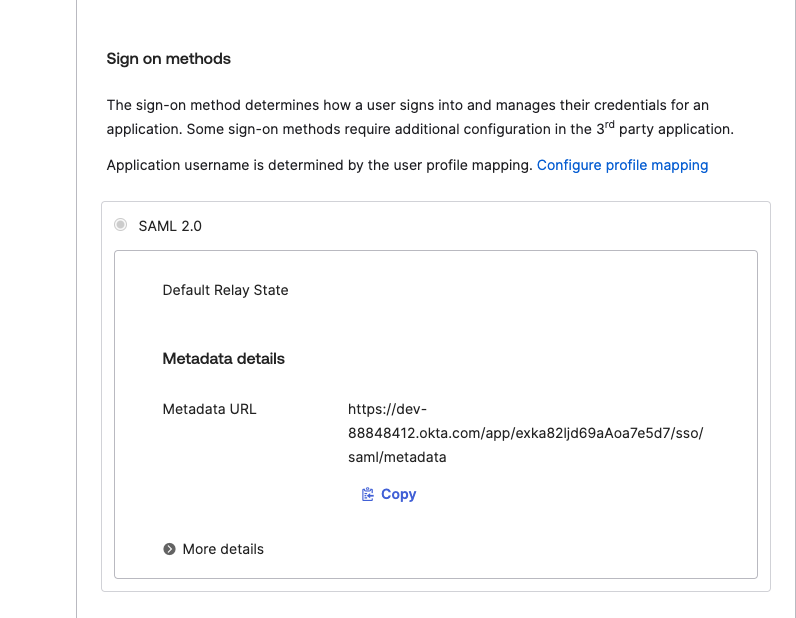 Sign on methods
The sign-on method determines how a user signs into and manages their credentials for an
application. Some sign-on methods require additional configuration in the 3rd party application.
Application username is determined by the user profile mapping. Configure profile mapping
SAML 2.0
Default Relay State
Metadata details
Metadata URL
https://dev-
88848412.okta.com/app/exka82ljd69aAoa7e5d7/sso/
saml/metadata
Copy
More details